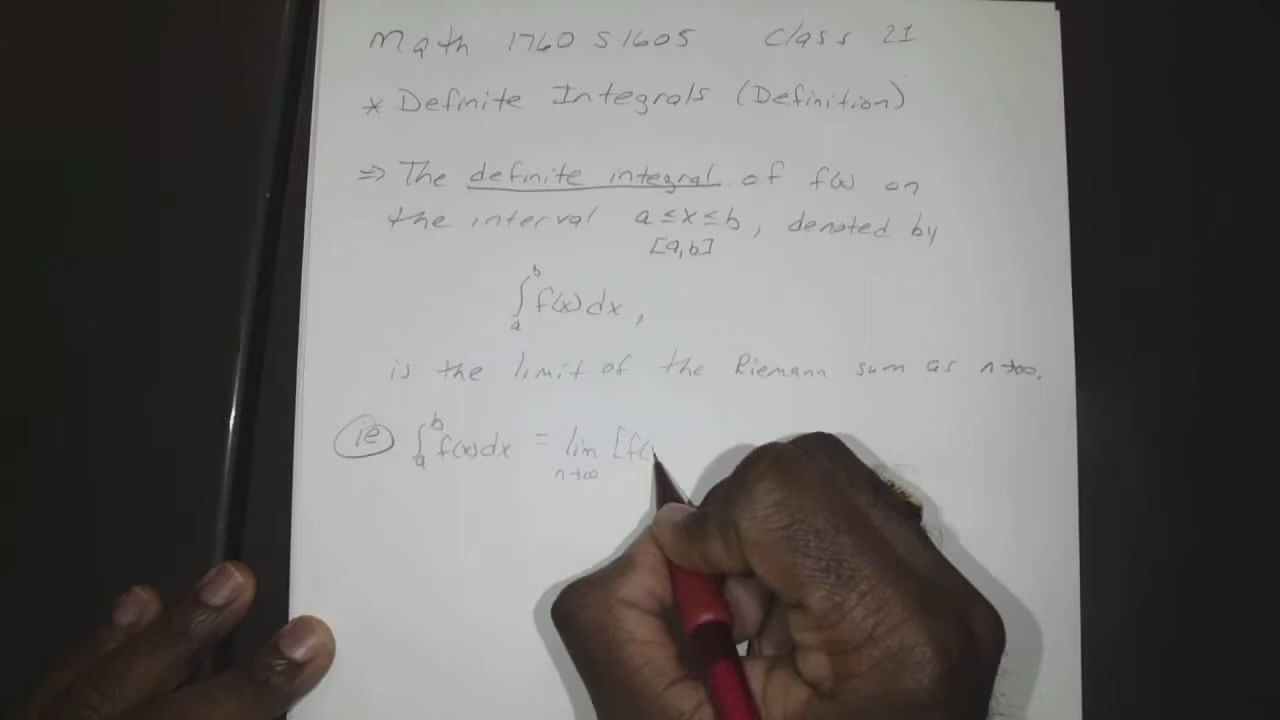 Math 1760 S1605 Class 21
* Definite Integrals (Definition)
⇒ The definite integral of f(x) on
the interval a≤x≤b, denoted by
[a,b]
∫ₐᵇ f(x)dx,
is the limit of the Riemann sum as n→∞.
ie ∫ₐᵇ f(x)dx = lim n→∞ [f(